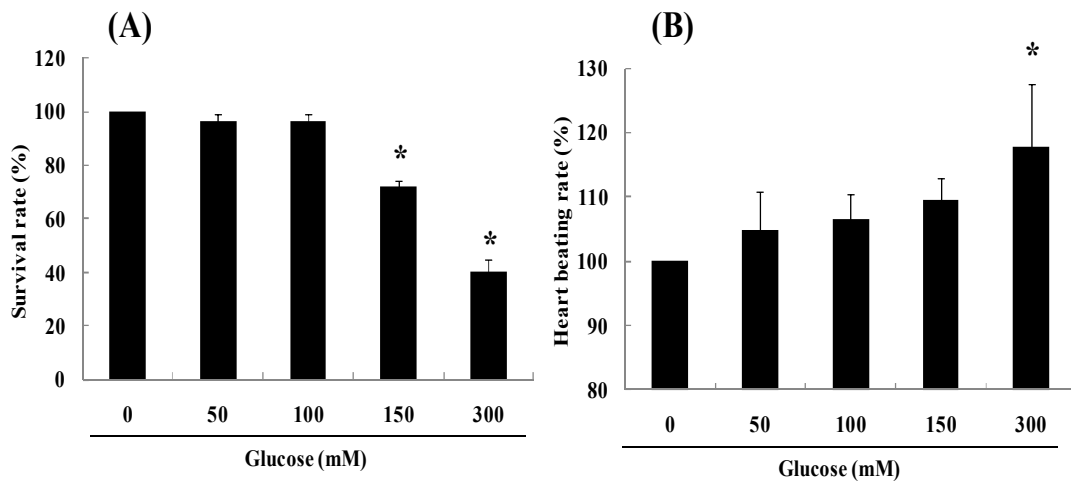 (A)
Survival rate (%)
120
100
80
60
40
20
0
*
*
0 50 100 150 300
Glucose (mM)
(B)
Heart beating rate (%)
130
120
110
100
90
80
*
0 50 100 150 300
Glucose (mM)